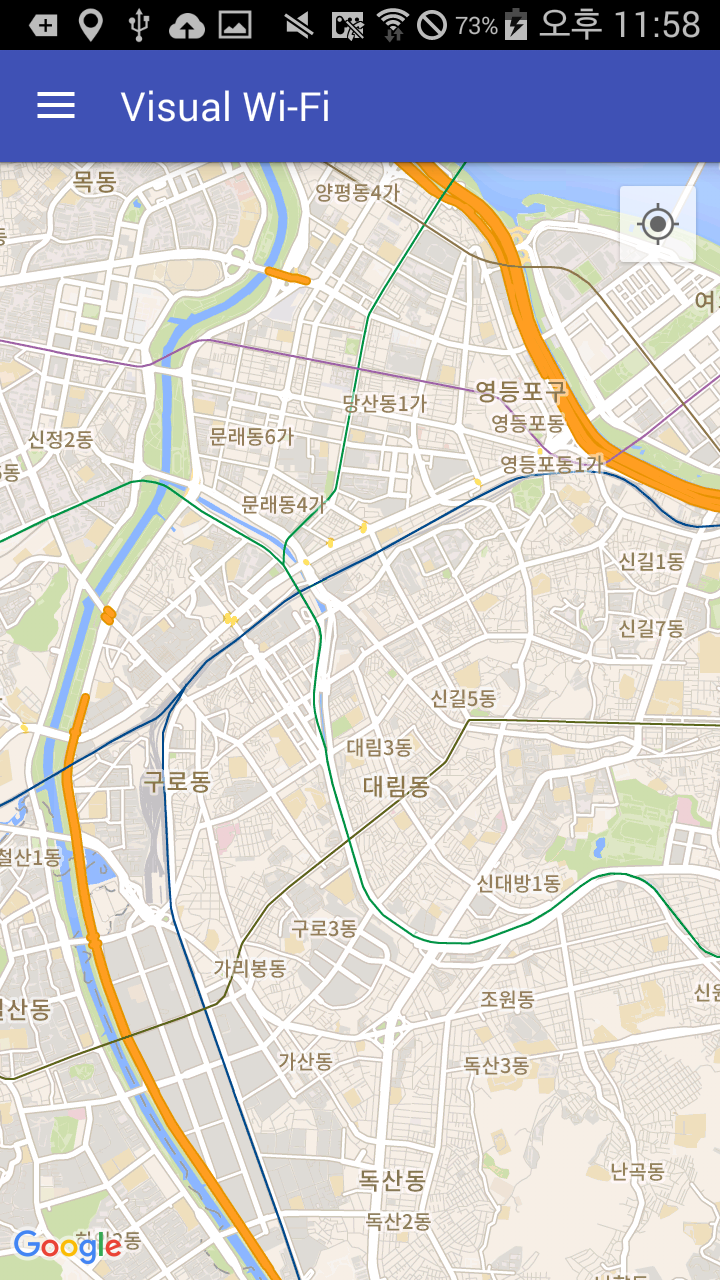 73% 오후 11:58
Visual Wi-Fi
목동
양평동4가
영등포구
당산동1가
영등포동
신정2동
문래동6가
영등포동1가
문래동4가
신길1동
신길7동
신길5동
대림3동
구로동
대림동
철산1동
신대방1동
구로3동
가리봉동
조원동
가산동
독산3동
난곡동
독산동
독산2동
Google